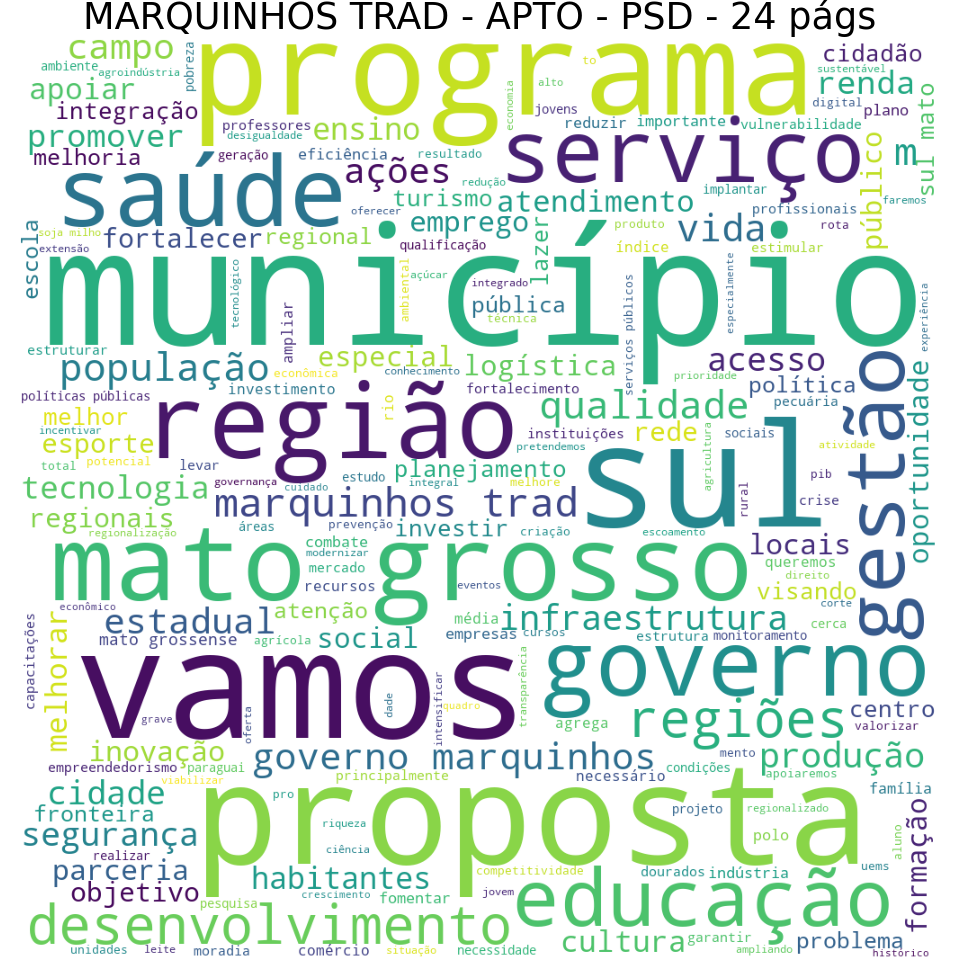 MARQUINHOS TRAD - APTO - PSD - 24 págs
campo
pobreza
programa
to
cidadão
ambiente
agroindústria
economia
alto
sustentável
apoiar
renda
integração
jovens
digital
plano
sul mato
promover
professores
desigualdade
ensino
reduzir
importante
vulnerabilidade
melhoria
geração
eficiência
resultado
serviço
público
m
saúde
ações
redução
implantar
oferecer
turismo
atendimento
profissionais
faremos
escola
soja milho
fortalecer
regional
emprego
lazer
produto
vida
rota
extensão
qualificação
índice
estimular
município
tecnológico
ambiental
açúcar
integrado
pública
técnica
serviços públicos
especialmente
experiência
estruturar
ampliar
população
especial
logística
acesso
gestão
econômica
conhecimento
prioridade
políticas públicas
investimento
fortalecimento
política
oportunidade
região
rio
qualidade
pecuária
melhor
incentivar
instituições
rede
sociais
esporte
pretendemos
sul
agricultura
atividade
total
potencial
levar
planejamento
pib
tecnologia
governança
estudo
integral
melhore
cuidado
rural
crise
marquinhos trad
regionais
áreas
prevenção
investir
criação
escoamento
regionalização
combate
locais
mato grosso
modernizar
mercado
queremos
direito
recursos
eventos
visando
econômico
atenção
corte
capacitações
estadual
média
infraestrutura
cerca
mato grossense
agrícola
social
empresas
cursos
estrutura
monitoramento
melhorar
vamos
transparência
governo
intensificar
dade
quadro
grave
oferta
agrega
regiões
centro
valorizar
inovação
governo marquinhos
mento
produção
empreendedorismo
paraguai
principalmente
necessário
condições
apoiaremos
viabilizar
cidade
pro
proposta
família
fronteira
projeto
regionalizado
formação
segurança
riqueza
polo
aluno
realizar
ciência
parceria
habitantes
competitividade
dourados
indústria
uems
objetivo
crescimento
fomentar
jovem
educação
pesquisa
desenvolvimento
cultura
garantir
problema
unidades
leite
moradia
comércio
situação
necessidade
ampliando
histórico